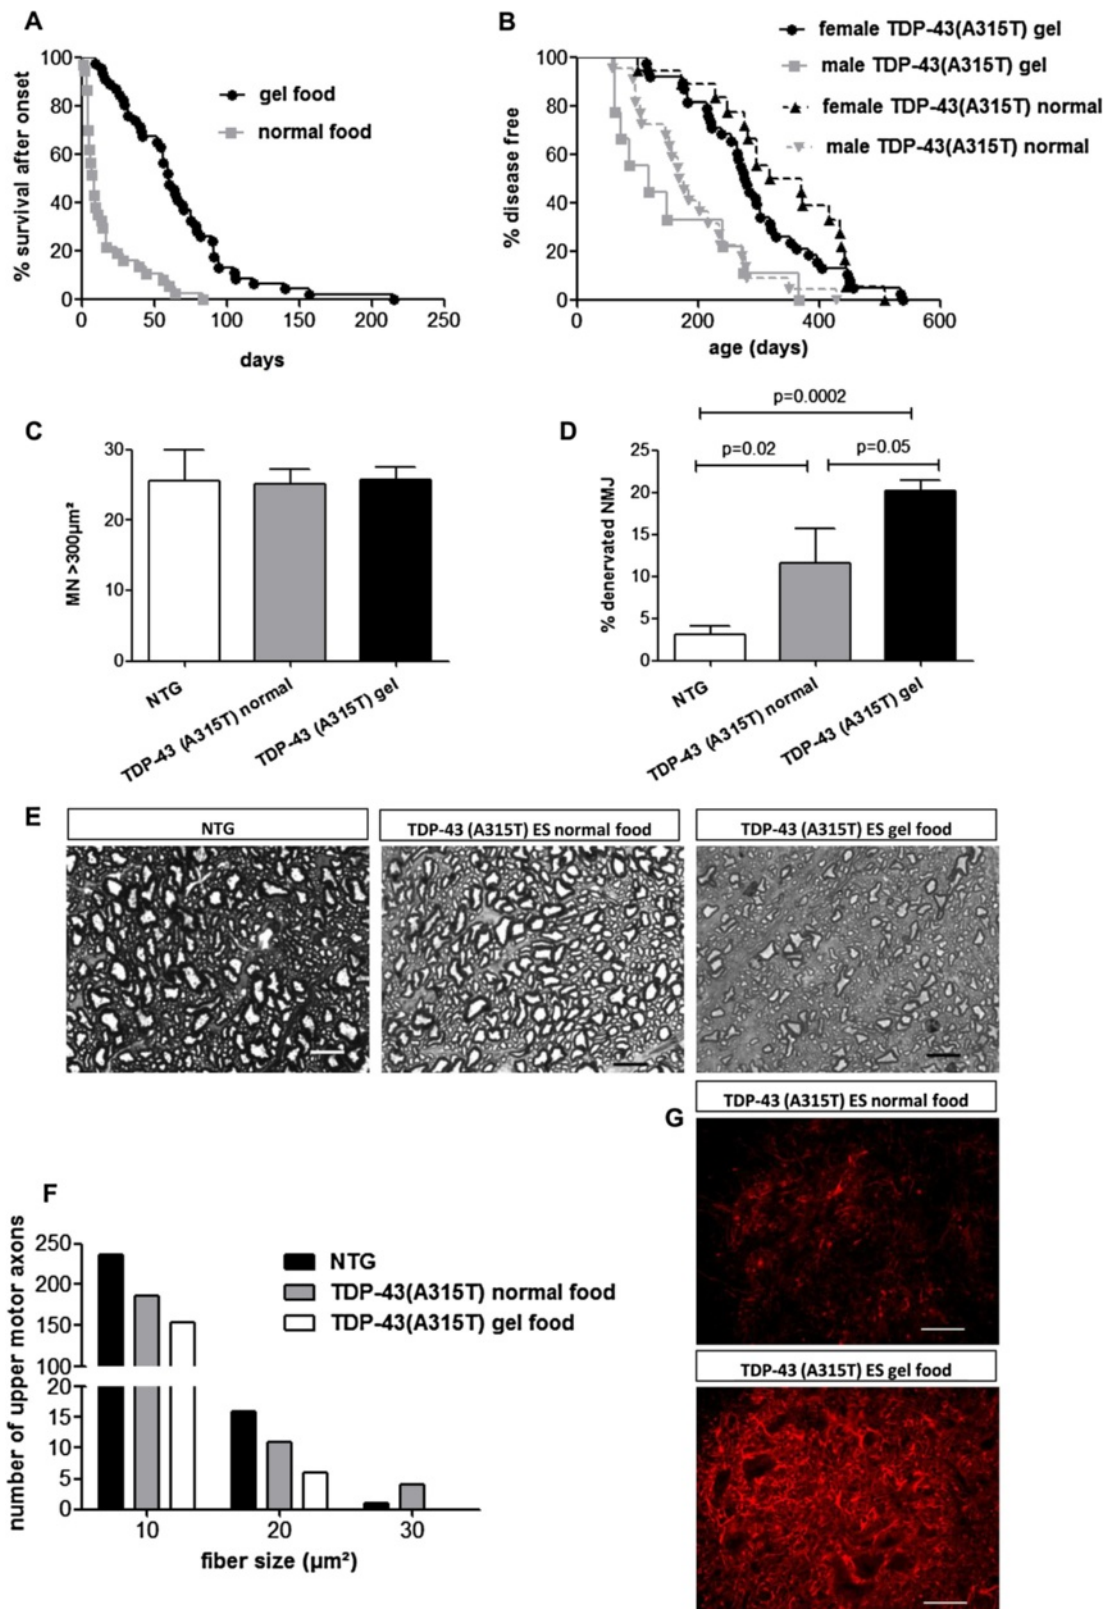 A
% survival after onset
100
80
60
40
20
0
0 50 100 150 200 250
days
gel food
normal food
B
% disease free
100
80
60
40
20
0
0 200 400 600
age (days)
female TDP-43(A315T) gel
male TDP-43(A315T) gel
female TDP-43(A315T) normal
male TDP-43(A315T) normal
C
MN >300µm²
30
20
10
0
NTG
TDP-43 (A315T) normal
TDP-43 (A315T) gel
D
% denervated NMJ
25
20
15
10
5
0
p=0.0002
p=0.02
p=0.05
NTG
TDP-43 (A315T) normal
TDP-43 (A315T) gel
E
NTG
TDP-43 (A315T) ES normal food
TDP-43 (A315T) ES gel food
F
number of upper motor axons
250
200
150
100
20
15
10
5
0
10 20 30
fiber size (µm²)
NTG
TDP-43(A315T) normal food
TDP-43(A315T) gel food
G
TDP-43 (A315T) ES normal food
TDP-43 (A315T) ES gel food